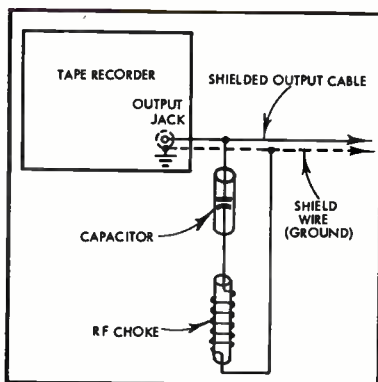 TAPE RECORDER
SHIELDED OUTPUT CABLE
OUTPUT
JACK
SHIELD
WIRE
(GROUND)
CAPACITOR
RF CHOKE